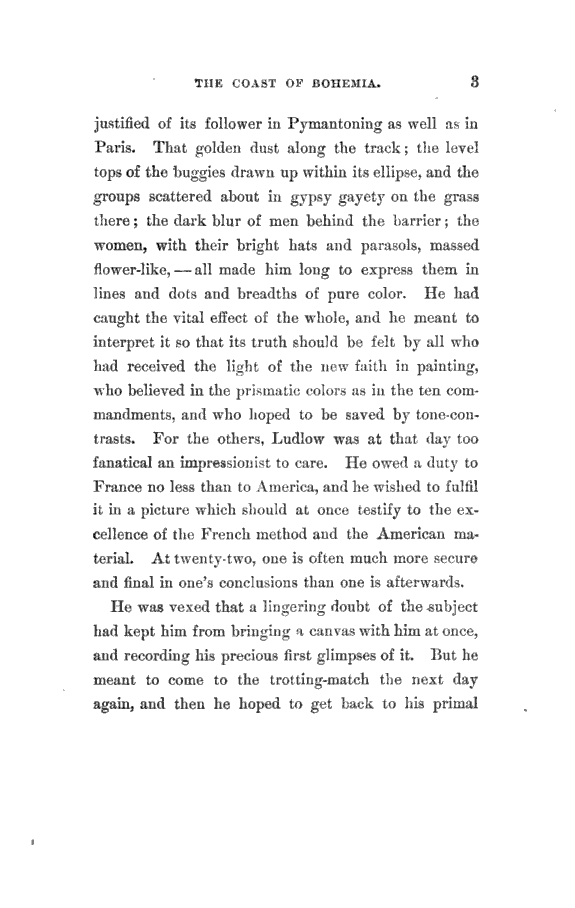 THE COAST OF BOHEMIA. 3
justified of its follower in Pymantoning as well as in
Paris. That golden dust along the track; the level
tops of the buggies drawn up within its ellipse, and the
groups scattered about in gypsy gayety on the grass
there; the dark blur of men behind the barrier; the
women, with their bright hats and parasols, massed
flower-like, — all made him long to express them in
lines and dots and breadths of pure color. He had
caught the vital effect of the whole, and he meant to
interpret it so that its truth should be felt by all who
had received the light of the new faith in painting,
who believed in the prismatic colors as in the ten com-
mandments, and who hoped to be saved by tone-con-
trasts. For the others, Ludlow was at that day too
fanatical an impressionist to care. He owed a duty to
France no less than to America, and he wished to fulfil
it in a picture which should at once testify to the ex-
cellence of the French method and the American ma-
terial. At twenty-two, one is often much more secure
and final in one's conclusions than one is afterwards.
He was vexed that a lingering doubt of the subject
had kept him from bringing a canvas with him at once,
and recording his precious first glimpses of it. But he
meant to come to the trotting-match the next day
again, and then he hoped to get back to his primal